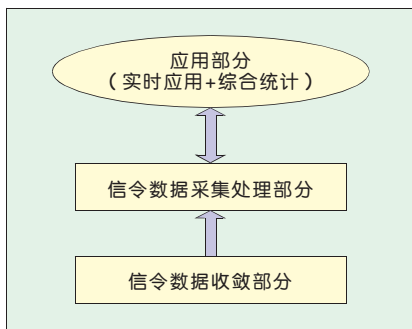 应用部分
（实时应用+综合统计）
信令数据采集处理部分
信令数据收敛部分